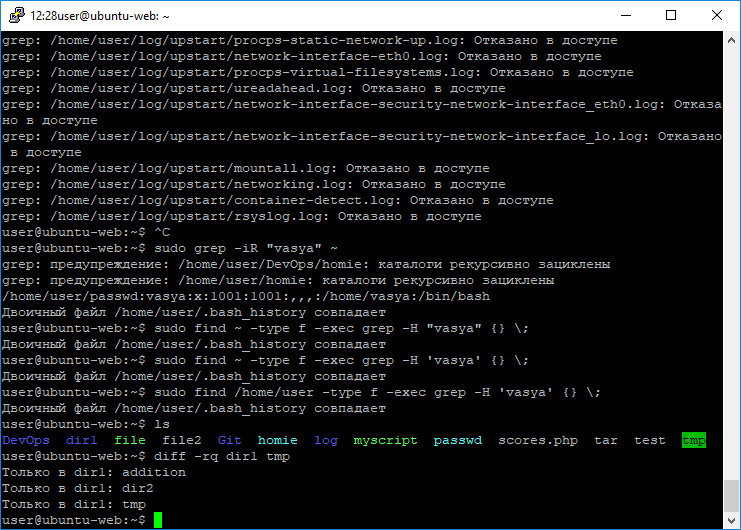 12:28user@ubuntu-web: ~
grep: /home/user/log/upstart/procps-static-network-up.log: Отказано в доступе
grep: /home/user/log/upstart/network-interface-eth0.log: Отказано в доступе
grep: /home/user/log/upstart/procps-virtual-filesystems.log: Отказано в доступе
grep: /home/user/log/upstart/ureadahead.log: Отказано в доступе
grep: /home/user/log/upstart/network-interface-security-network-interface_eth0.log: Отказа
но в доступе
grep: /home/user/log/upstart/network-interface-security-network-interface_lo.log: Отказано
 в доступе
grep: /home/user/log/upstart/mountall.log: Отказано в доступе
grep: /home/user/log/upstart/networking.log: Отказано в доступе
grep: /home/user/log/upstart/container-detect.log: Отказано в доступе
grep: /home/user/log/upstart/rsyslog.log: Отказано в доступе
user@ubuntu-web:~$ ^C
user@ubuntu-web:~$ sudo grep -iR "vasya" ~
grep: предупреждение: /home/user/DevOps/homie: каталоги рекурсивно зациклены
grep: предупреждение: /home/user/homie: каталоги рекурсивно зациклены
/home/user/passwd:vasya:x:1001:1001:,,,:/home/vasya:/bin/bash
Двоичный файл /home/user/.bash_history совпадает
user@ubuntu-web:~$ sudo find ~ -type f -exec grep -H "vasya" {} \;
Двоичный файл /home/user/.bash_history совпадает
user@ubuntu-web:~$ sudo find ~ -type f -exec grep -H 'vasya' {} \;
Двоичный файл /home/user/.bash_history совпадает
user@ubuntu-web:~$ sudo find /home/user -type f -exec grep -H 'vasya' {} \;
Двоичный файл /home/user/.bash_history совпадает
user@ubuntu-web:~$ ls
DevOps  dir1  file  file2  Git  homie  log  myscript  passwd  scores.php  tar  test  tmp
user@ubuntu-web:~$ diff -rq dir1 tmp
Только в dir1: addition
Только в dir1: dir2
Только в dir1: tmp
user@ubuntu-web:~$